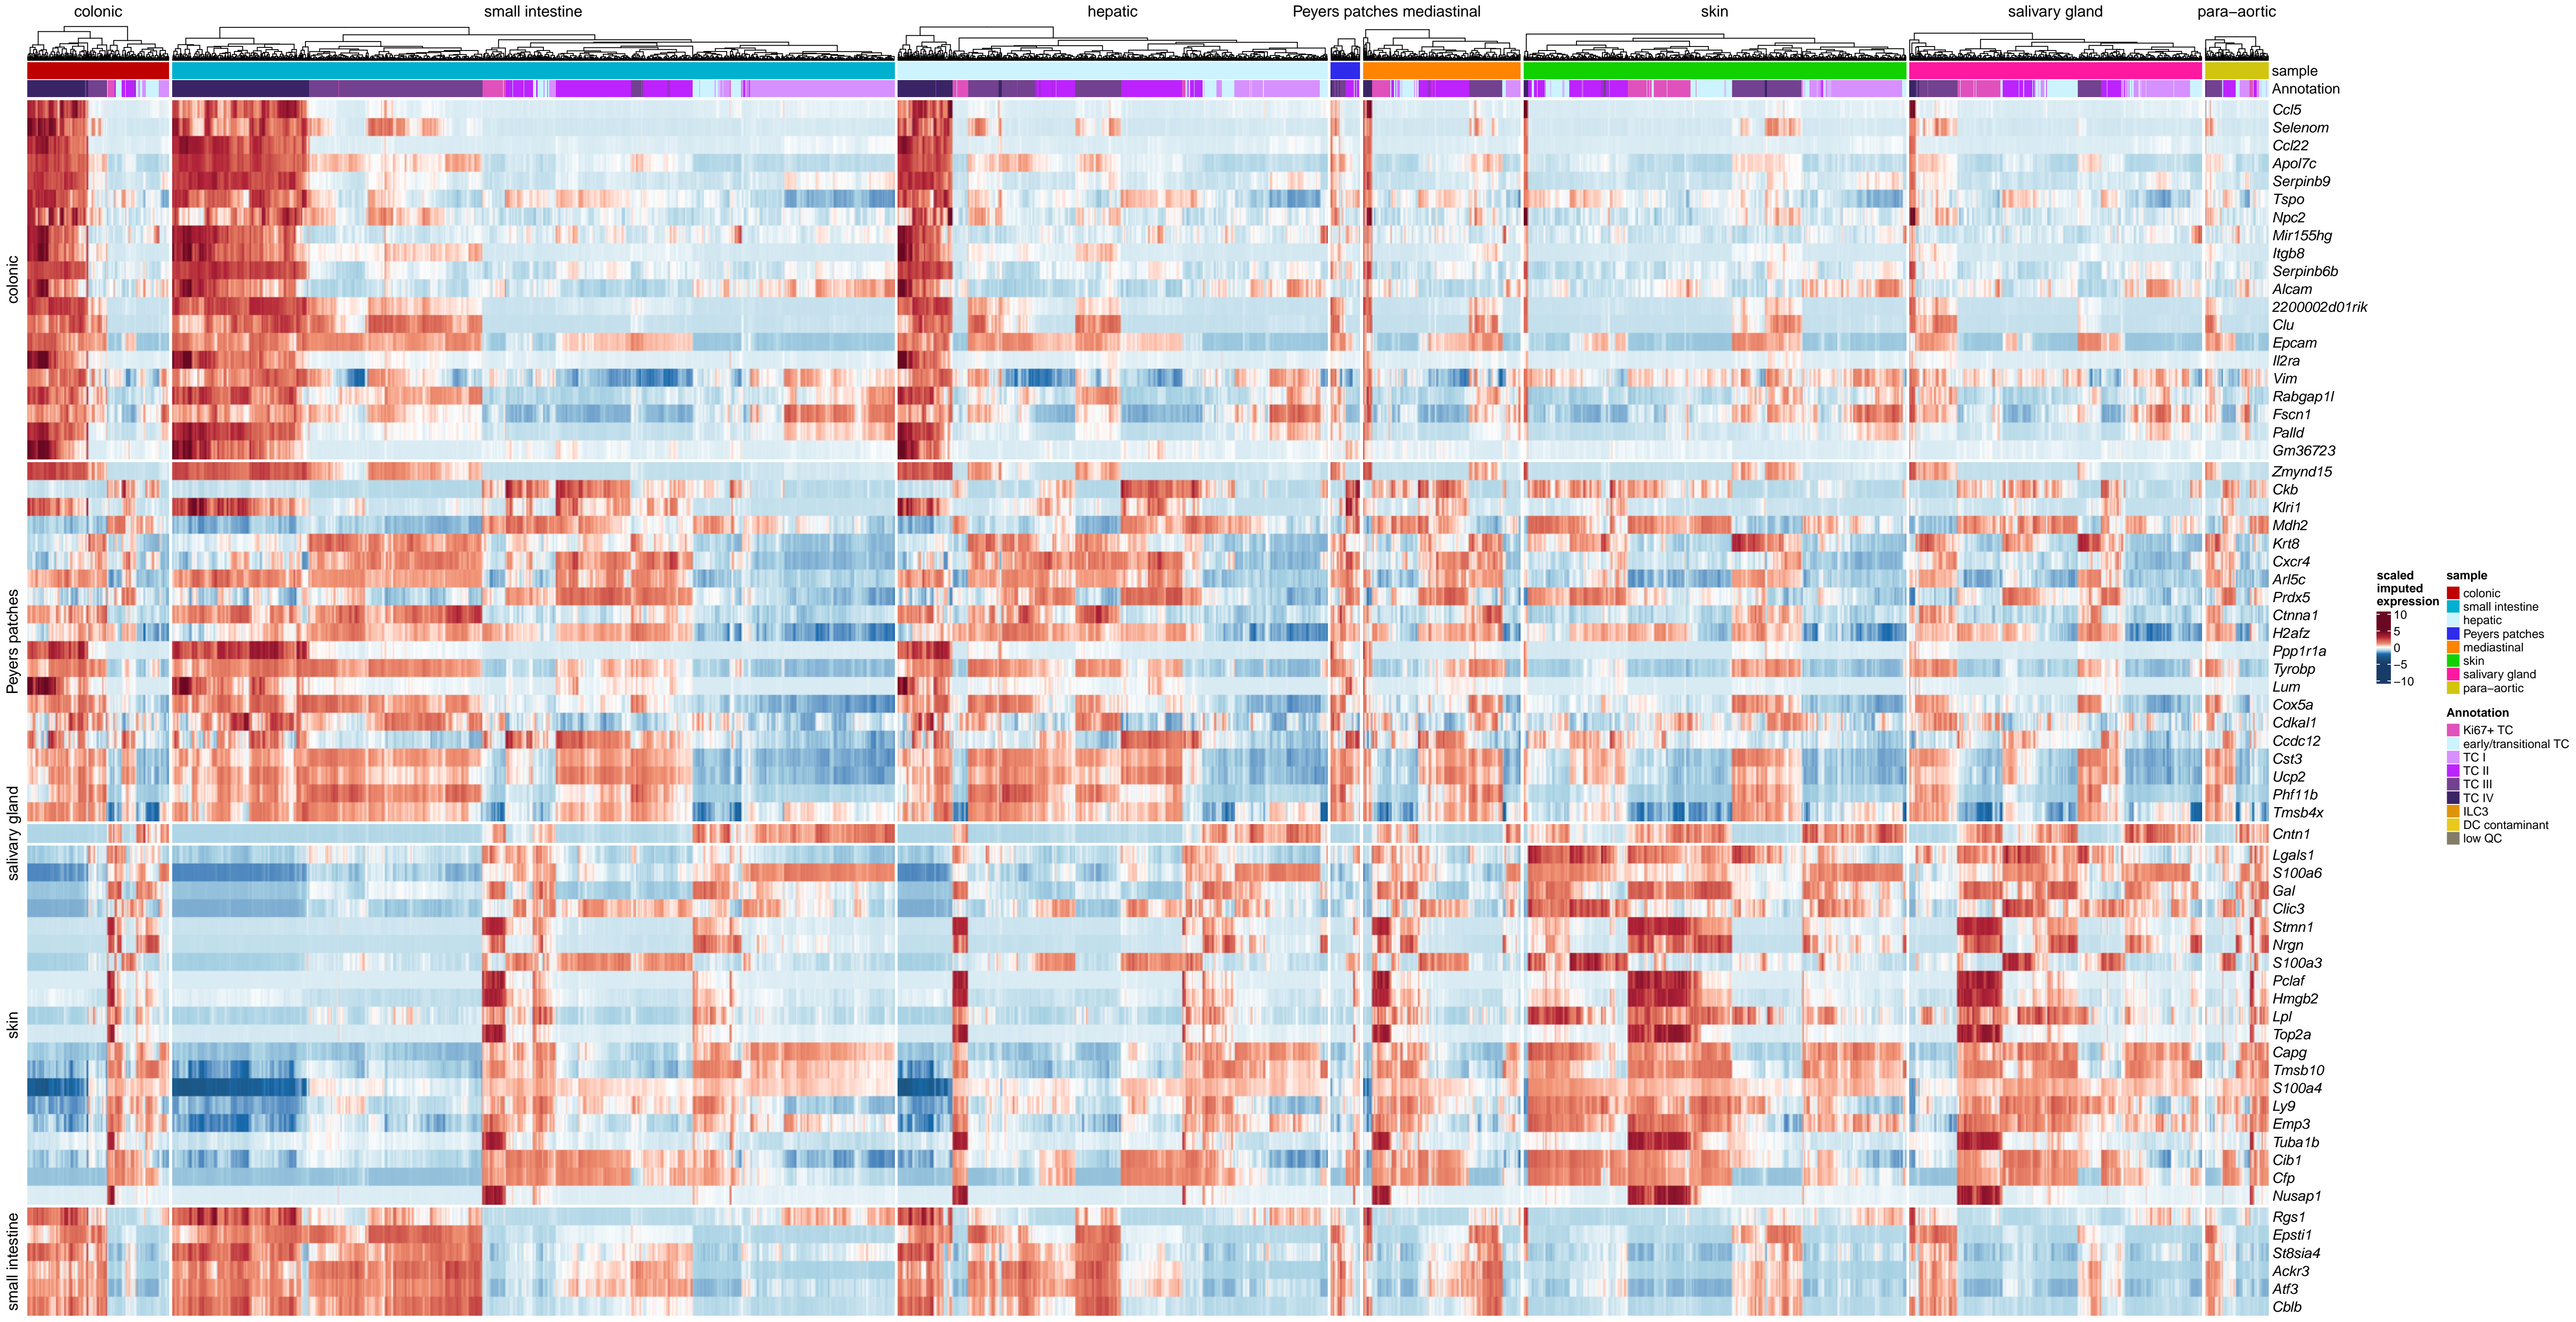 colonic small intestine hepatic Peyers patches mediastinal skin salivary gland para−aortic
sample
Annotation
colonic
Ccl5
Selenom
Ccl22
Apol7c
Serpinb9
Tspo
Npc2
Mir155hg
Itgb8
Serpinb6b
Alcam
2200002d01rik
Clu
Epcam
Il2ra
Vim
Rabgap1l
Fscn1
Palld
Gm36723
Peyers patches
Zmynd15
Ckb
Klri1
Mdh2
Krt8
Cxcr4
Arl5c
Prdx5
Ctnna1
H2afz
Ppp1r1a
Tyrobp
Lum
Cox5a
Cdkal1
Ccdc12
Cst3
Ucp2
Phf11b
Tmsb4x
salivary gland
Cntn1
skin
Lgals1
S100a6
Gal
Clic3
Stmn1
Nrgn
S100a3
Pclaf
Hmgb2
Lpl
Top2a
Capg
Tmsb10
S100a4
Ly9
Emp3
Tuba1b
Cib1
Cfp
Nusap1
small intestine
Rgs1
Epsti1
St8sia4
Ackr3
Atf3
Cblb
scaled
imputed
expression
10
5
0
−5
−10
sample
colonic
small intestine
hepatic
Peyers patches
mediastinal
skin
salivary gland
para−aortic
Annotation
Ki67+ TC
early/transitional TC
TC I
TC II
TC III
TC IV
ILC3
DC contaminant
low QC